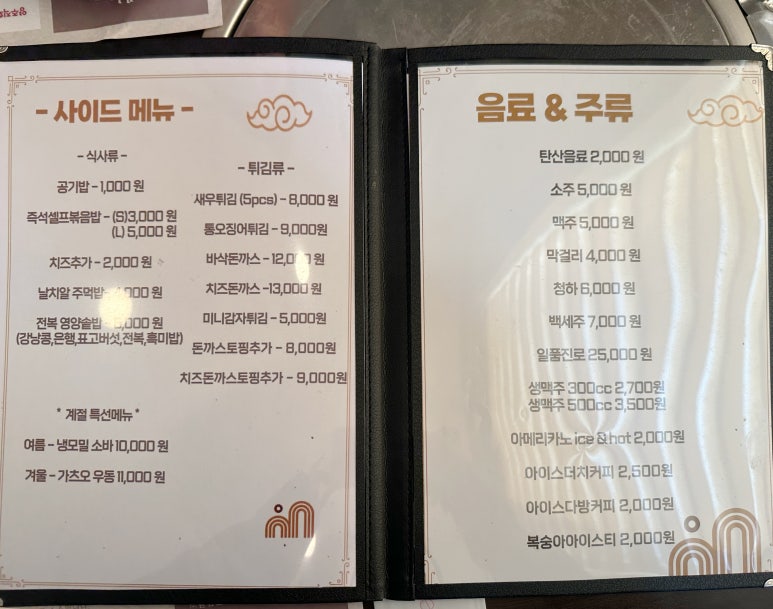 - 사이드 메뉴 -
- 식사류 -
공기밥 - 1,000 원
즉석셀프볶음밥 - (S)3,000 원
(L) 5,000 원
치즈추가 - 2,000 원
날치알 주먹밥
전복 영양솥밥
(강낭콩,은행,표고버섯,전복,흑미밥)
* 계절 특선메뉴 *
여름 - 냉모밀 소바 10,000 원
겨울 - 가츠오 우동 11,000 원
- 튀김류 -
새우튀김 (5pcs) - 8,000 원
통오징어튀김 - 9,000원
바삭돈까스 - 12,000 원
치즈돈까스 -13,000 원
미니감자튀김 - 5,000원
돈까스토핑추가 - 8,000원
치즈돈까스토핑추가 - 9,000원
음료 & 주류
탄산음료 2,000 원
소주 5,000 원
맥주 5,000 원
막걸리 4,000 원
청하 6,000 원
백세주 7,000 원
일품진로 25,000 원
생맥주 300cc 2,700원
생맥주 500cc 3,500원
아메리카노 ice & hot 2,000원
아이스더치커피 2,500원
아이스다방커피 2,000원
복숭아아이스티 2,000원